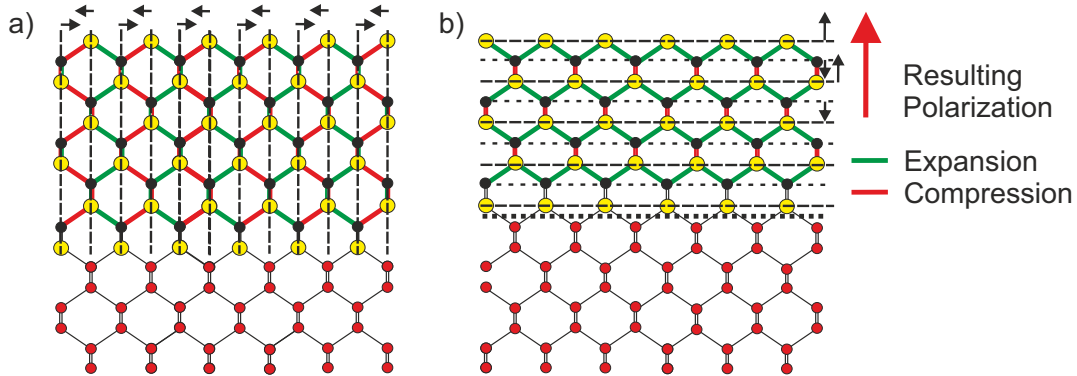 a)
b)
Resulting
Polarization
Expansion
Compression